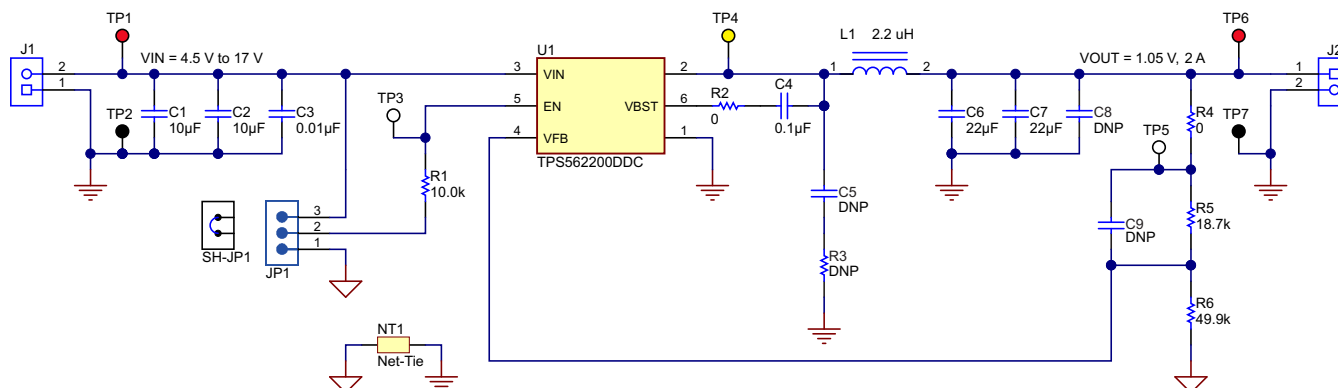 TP1
TP4
TP6
J1
VIN = 4.5 V to 17 V
U1
L1 2.2 uH
VOUT = 1.05 V, 2 A
J2
2
1
3 VIN
2
1
2
1
2
5 EN
VBST 6
R2
0
C4
0.1µF
4 VFB
1
TPS562200DDC
TP2
C1
10µF
C2
10µF
C3
0.01µF
TP3
C6
22µF
C7
22µF
C8
DNP
R4
0
TP5
TP7
R1
10.0k
C5
DNP
R3
DNP
C9
DNP
R5
18.7k
R6
49.9k
SH-JP1
JP1
3
2
1
NT1
Net-Tie